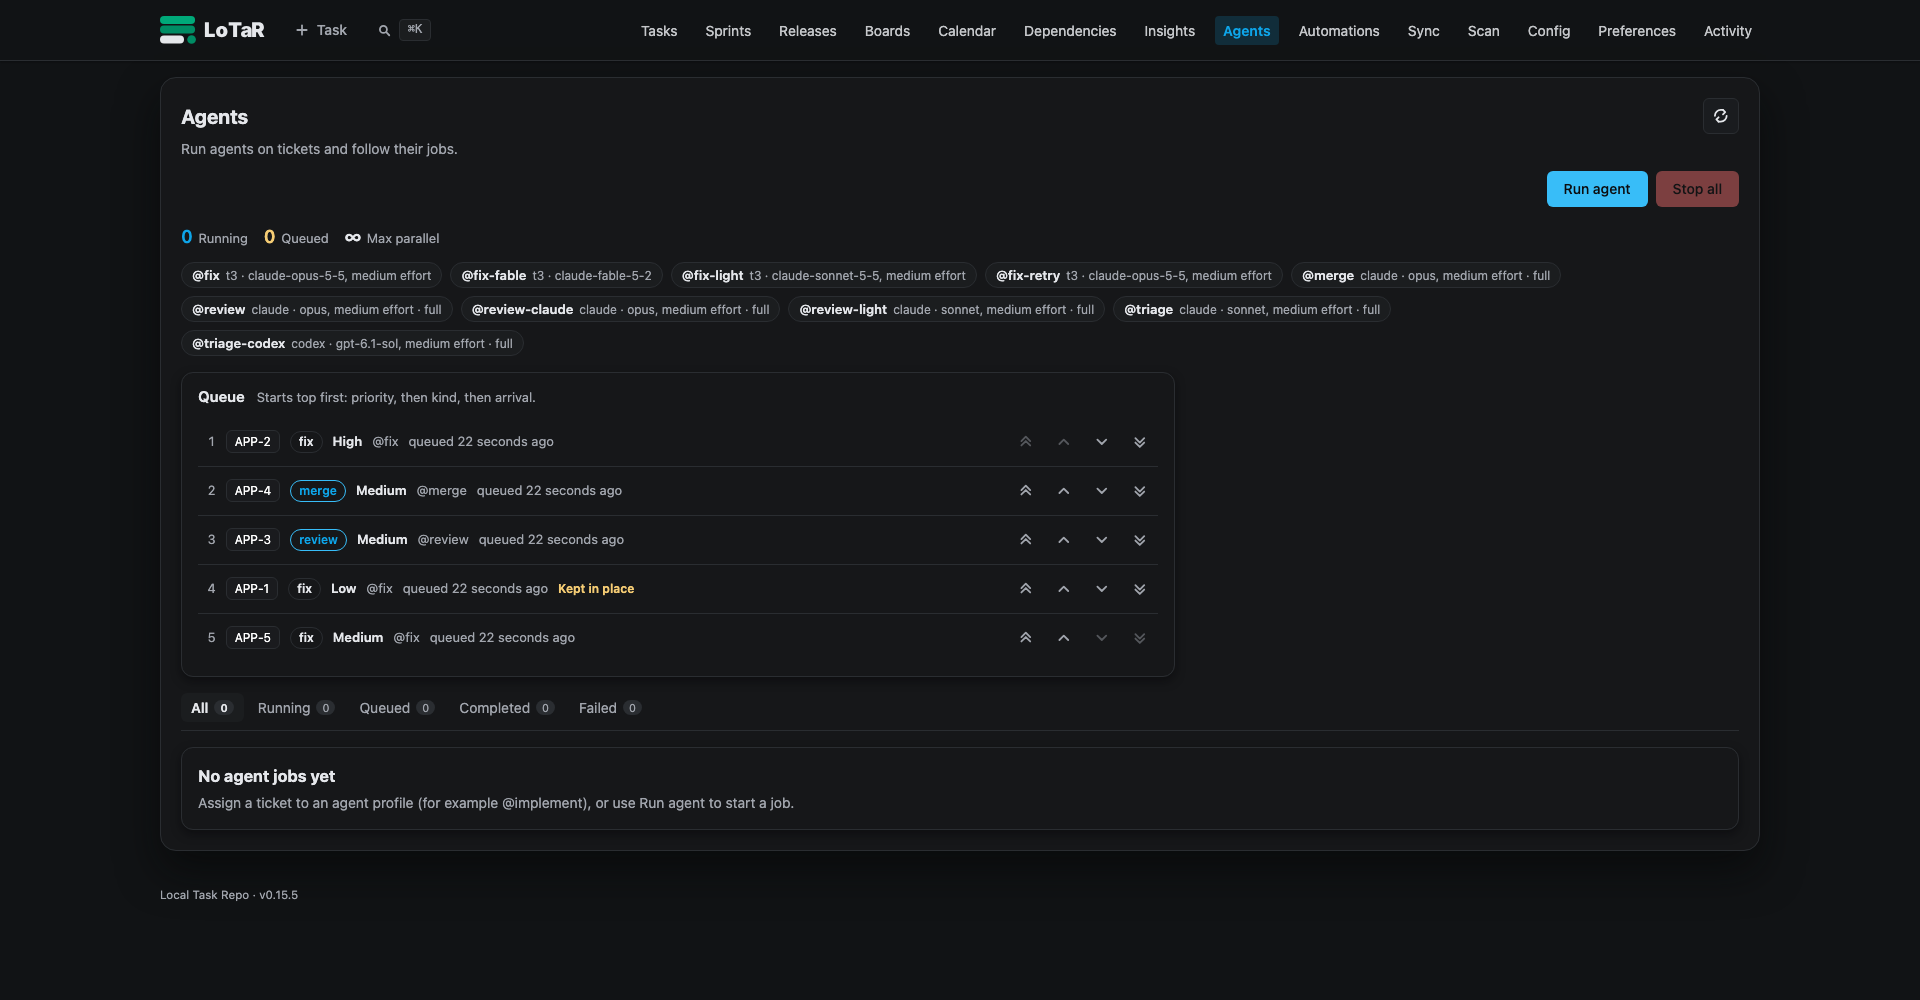 LoTaR + Task ⌘K Tasks Sprints Releases Boards Calendar Dependencies Insights Agents Automations Sync Scan Config Preferences Activity
Agents
Run agents on tickets and follow their jobs.
Run agent Stop all
0 Running 0 Queued ∞ Max parallel
@fix t3 · claude-opus-5-5, medium effort @fix-fable t3 · claude-fable-5-2 @fix-light t3 · claude-sonnet-5-5, medium effort @fix-retry t3 · claude-opus-5-5, medium effort @merge claude · opus, medium effort · full
@review claude · opus, medium effort · full @review-claude claude · opus, medium effort · full @review-light claude · sonnet, medium effort · full @triage claude · sonnet, medium effort · full
@triage-codex codex · gpt-6.1-sol, medium effort · full
Queue Starts top first: priority, then kind, then arrival.
1 APP-2 fix High @fix queued 22 seconds ago
2 APP-4 merge Medium @merge queued 22 seconds ago
3 APP-3 review Medium @review queued 22 seconds ago
4 APP-1 fix Low @fix queued 22 seconds ago Kept in place
5 APP-5 fix Medium @fix queued 22 seconds ago
All 0 Running 0 Queued 0 Completed 0 Failed 0
No agent jobs yet
Assign a ticket to an agent profile (for example @implement), or use Run agent to start a job.
Local Task Repo · v0.15.5